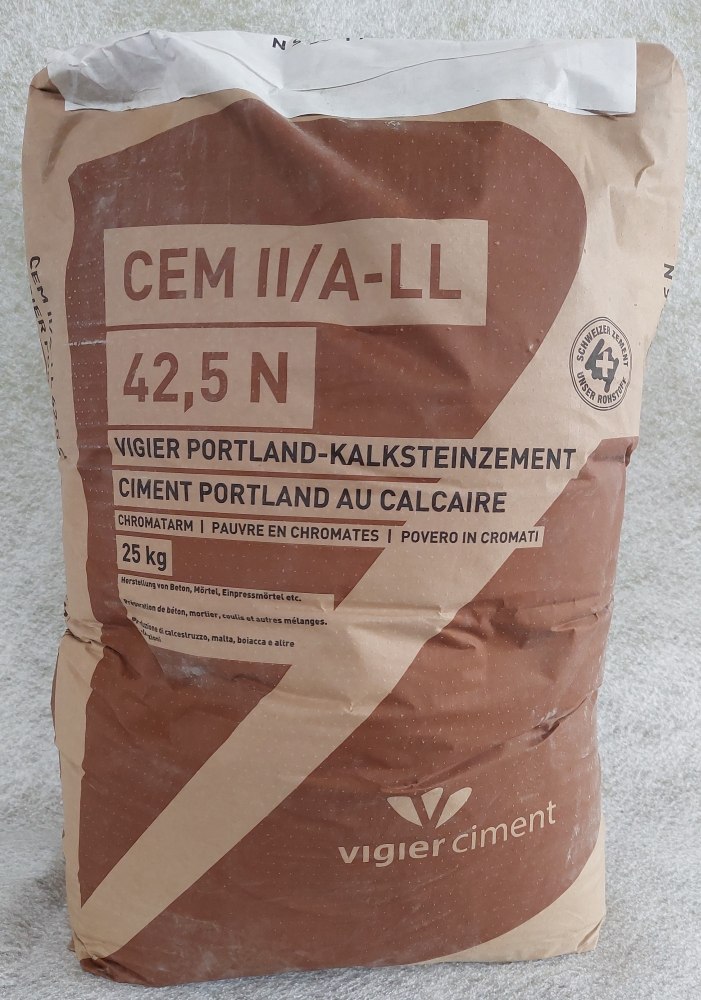 CEM II/A-LL
42,5 N
SCHWEIZER ZEMENT
UNSER ROHSTOFF
VIGIER PORTLAND-KALKSTEINZEMENT
CIMENT PORTLAND AU CALCAIRE
CHROMATARM | PAUVRE EN CHROMATES | POVERO IN CROMATI
25 kg
Herstellung von Beton, Mörtel, Einpressmörtel etc.
Préparation de béton, mortier, coulis et autres mélanges.
di calcestruzzo, malta, boiacca e altre
vigier ciment